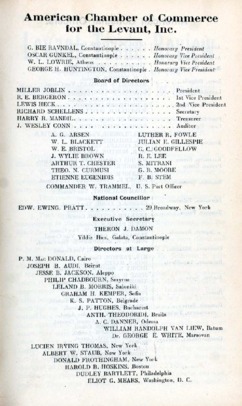 American Chamber of Commerce
for the Levant, Inc.
G. BIE RAVNDAL, Constantinople . . . Honorary President
OSCAR GUNKEL, Constantinople . . . Honorary Vice President
W. L. LOWRIE, Athens . . . Honorary Vice President
GEORGE B. HUNTINGTON, Constantinople . . Honorary Vice President
Board of Directors
MILLER JOBLIN . . . President
R. E. BERGERON . . . 1st Vice President
LEWIS HECK . . . 2nd Vice President
RICHARD SCHELLENS . . . Secretary
HARRY R. MANDIL . . . Treasurer
J. WESLEY CONN . . . Auditor
A. G. ARSEN LUTHER R. FOWLE
W. E. BLACKETT JULIAN E. GILLESPIE
W. E. BRISTOL C. C. GOODFELLOW
J. WYLIE BROWN R. E. LEE
ARTHUR T. CHESTER S. MITRANI
THEO. N. CURMUSI G. D. MOORE
ETIENNE EUGENIDIS F. B. STEM
COMMANDER W. TRAMMEL, U. S. Port Officer
National Councillor
EDW. EWING. PRATT . . . 29 Broadway, New York
Executive Secretary
THERON J. DAMON
Yildiz Han, Galata, Constantinople
Directors at Large
P. M. Mac DONALD, Cairo
JOSEPH B. AUDI, Beirut
JESSE B. JACKSON, Aleppo
PHILIP CHADBOURN, Smyrna
LELAND B. MORRIS, Saloniki
GRAHAM H. KEMPER, Sofia
K. S. PATTON, Belgrade
J. P. HUGHES, Bucharest
ANTH. THEODORIDI, Braila
A. C. DANNER, Odessa
WILLIAM RANDOLPH VAN LIEW, Batum
Dr. GEORGE E. WHITE, Marsovan
LUCIEN IRVING THOMAS, New York
ALBERT W. STAUB, New York
DONALD FROTHINGHAM, New York
HAROLD B. HOSKINS, Boston
DUDLEY BARTLETT, Philadelphia
ELIOT G. MEARS, Washington, D. C.